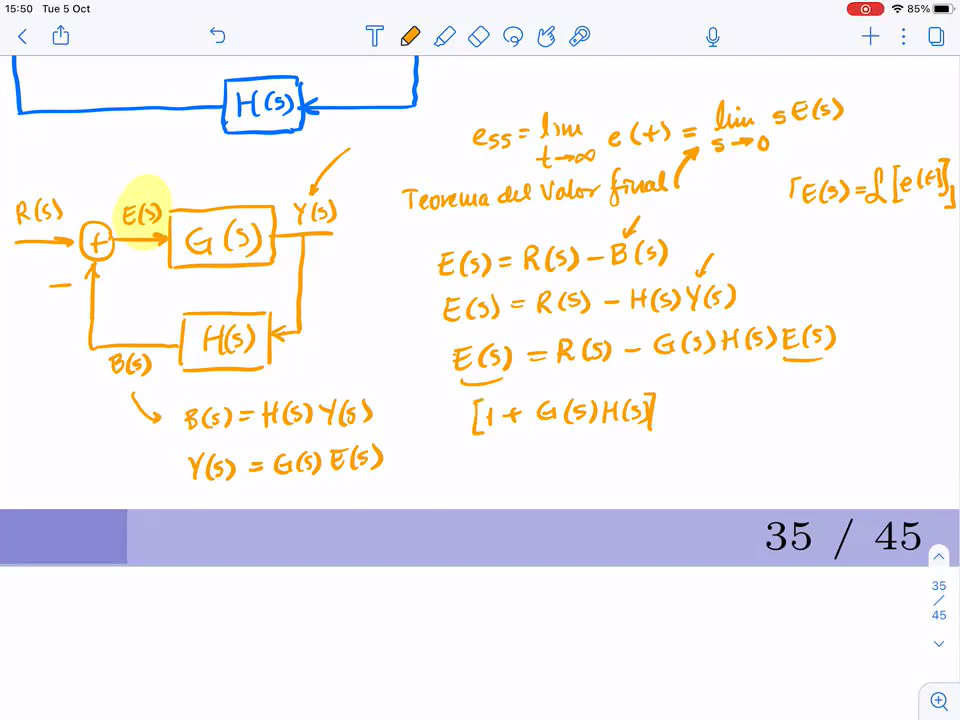 15:50 Tue 5 Oct 85%
H(s)
ess = lim t→∞ e(t) = lim s→0 sE(s)
Teorema del Valor final
⌈E(s) = ℒ[e(t)]⌋
R(s) + E(s) G(s) Y(s)
−
H(s)
B(s)
B(s) = H(s) Y(s)
Y(s) = G(s) E(s)
E(s) = R(s) − B(s)
E(s) = R(s) − H(s) Y(s)
E(s) = R(s) − G(s) H(s) E(s)
[1 + G(s) H(s)]
35 / 45
35
/
45